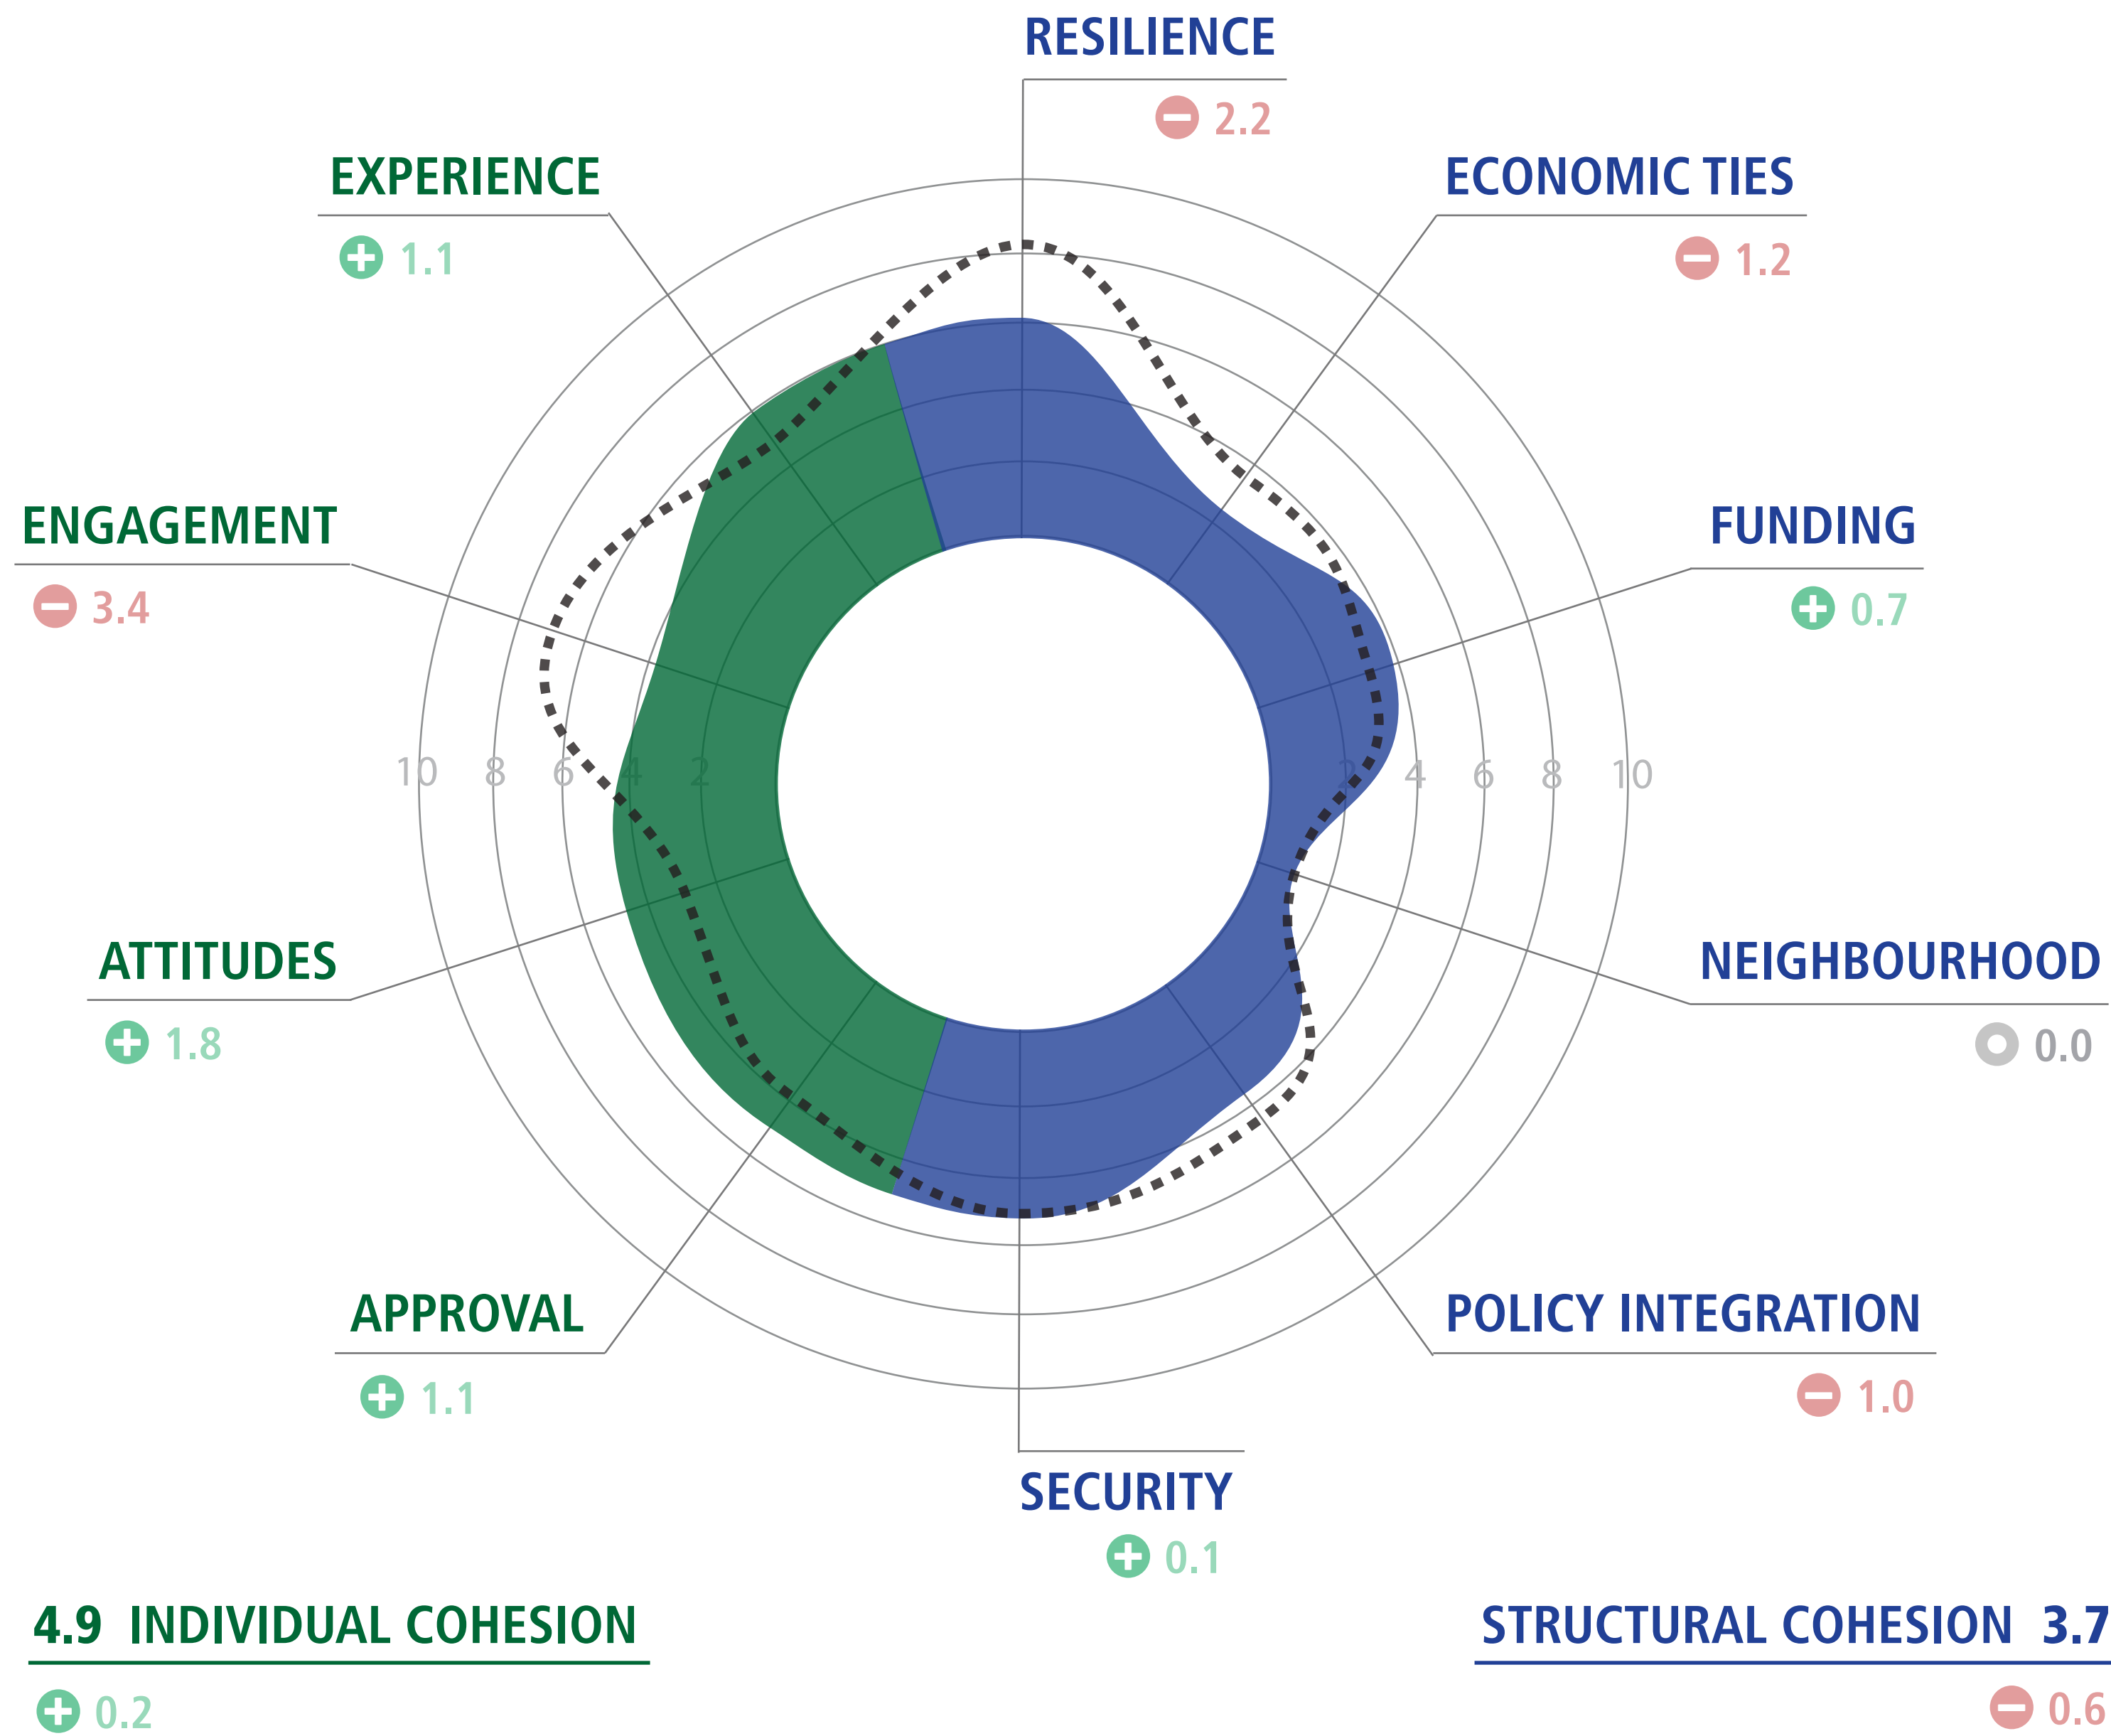 RESILIENCE
2.2
EXPERIENCE
1.1
ECONOMIC TIES
1.2
ENGAGEMENT
3.4
FUNDING
0.7
10 8 6 4 2 2 4 6 8 10
ATTITUDES
1.8
NEIGHBOURHOOD
0.0
APPROVAL
1.1
POLICY INTEGRATION
1.0
SECURITY
0.1
4.9 INDIVIDUAL COHESION
0.2
STRUCTURAL COHESION 3.7
0.6